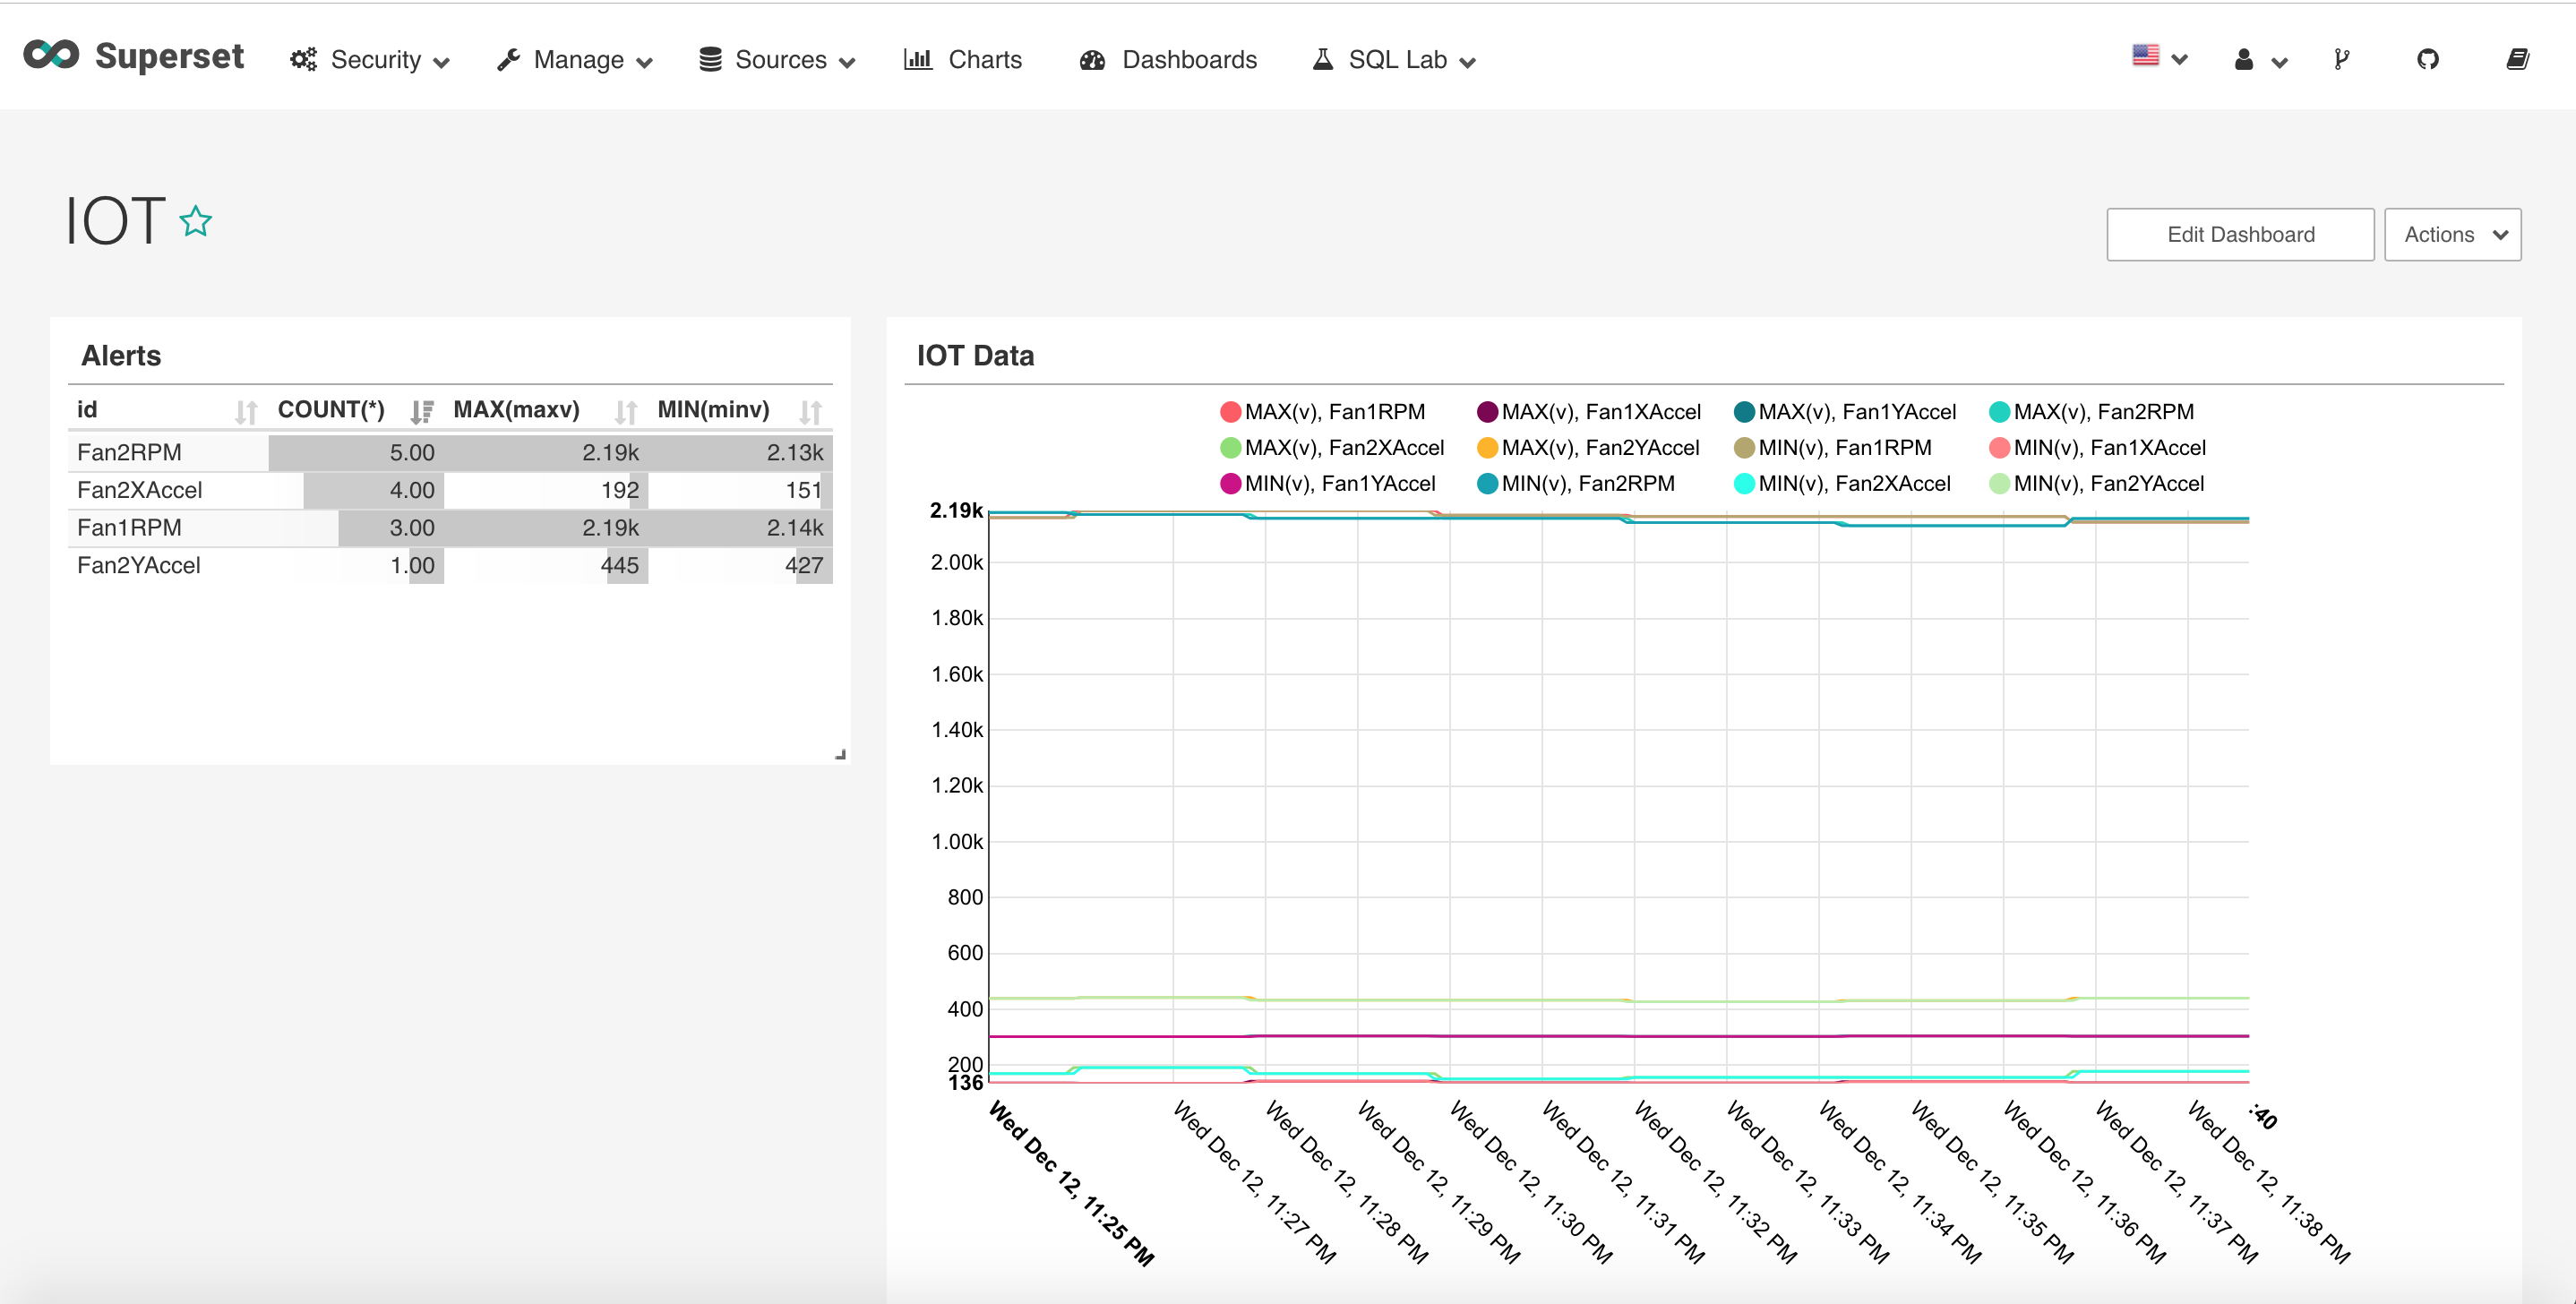 Superset Security Manage Sources Charts Dashboards SQL Lab
IOT
Edit Dashboard Actions
Alerts
id COUNT(*) MAX(maxv) MIN(minv)
Fan2RPM 5.00 2.19k 2.13k
Fan2XAccel 4.00 192 151
Fan1RPM 3.00 2.19k 2.14k
Fan2YAccel 1.00 445 427
IOT Data
MAX(v), Fan1RPM MAX(v), Fan1XAccel MAX(v), Fan1YAccel MAX(v), Fan2RPM
MAX(v), Fan2XAccel MAX(v), Fan2YAccel MIN(v), Fan1RPM MIN(v), Fan1XAccel
MIN(v), Fan1YAccel MIN(v), Fan2RPM MIN(v), Fan2XAccel MIN(v), Fan2YAccel
2.19k
2.00k
1.80k
1.60k
1.40k
1.20k
1.00k
800
600
400
200
136
Wed Dec 12, 11:25 PM
Wed Dec 12, 11:27 PM
Wed Dec 12, 11:28 PM
Wed Dec 12, 11:29 PM
Wed Dec 12, 11:30 PM
Wed Dec 12, 11:31 PM
Wed Dec 12, 11:32 PM
Wed Dec 12, 11:33 PM
Wed Dec 12, 11:34 PM
Wed Dec 12, 11:35 PM
Wed Dec 12, 11:36 PM
Wed Dec 12, 11:37 PM
Wed Dec 12, 11:38 PM
:40